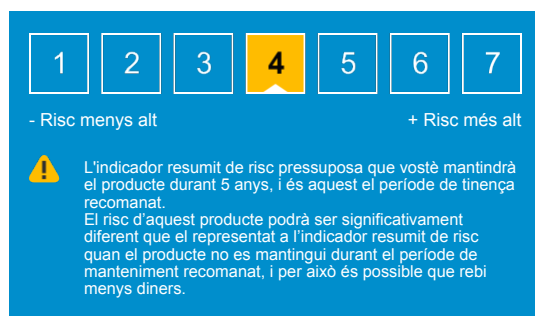 1 2 3 4 5 6 7
- Risc menys alt + Risc més alt
L'indicador resumit de risc pressuposa que vostè mantindrà
el producte durant 5 anys, i és aquest el període de tinença
recomanat.
El risc d’aquest producte podrà ser significativament
diferent que el representat a l’indicador resumit de risc
quan el producte no es mantingui durant el període de
manteniment recomanat, i per això és possible que rebi
menys diners.